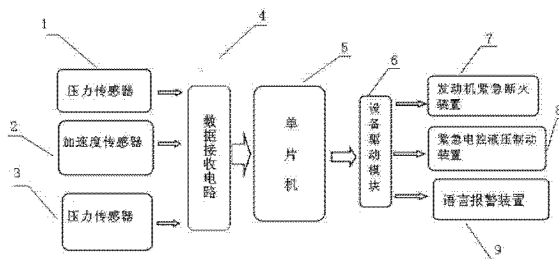 1
压力传感器
2
加速度传感器
3
压力传感器
4
数据接收电路
5
单片机
6
设备驱动模块
7
发动机紧急断火
装置
8
紧急电控液压制动
装置
语言报警装置
9